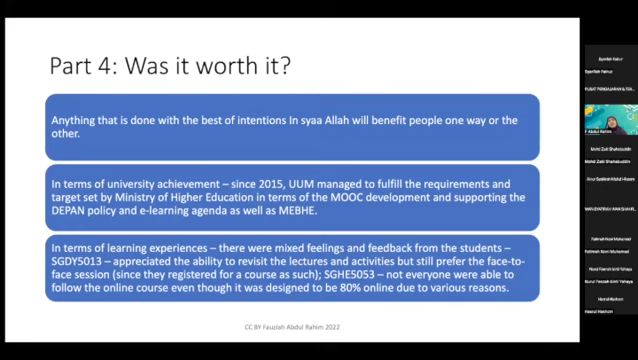 Part 4: Was it worth it?
Anything that is done with the best of intentions In syaa Allah will benefit people one way or the
other.
In terms of university achievement – since 2015, UUM managed to fulfill the requirements and
target set by Ministry of Higher Education in terms of the MOOC development and supporting the
DEPAN policy and e-learning agenda as well as MEBHE.
In terms of learning experiences – there were mixed feelings and feedback from the students –
SGDY5013 – appreciated the ability to revisit the lectures and activities but still prefer the face-to-
face session (since they registered for a course as such); SGHE5053 – not everyone were able to
follow the online course even though it was designed to be 80% online due to various reasons.
CC BY Fauziah Abdul Rahim 2022
Mohd Zaib Shahabuddin
Mohd Zaib Shahabuddin